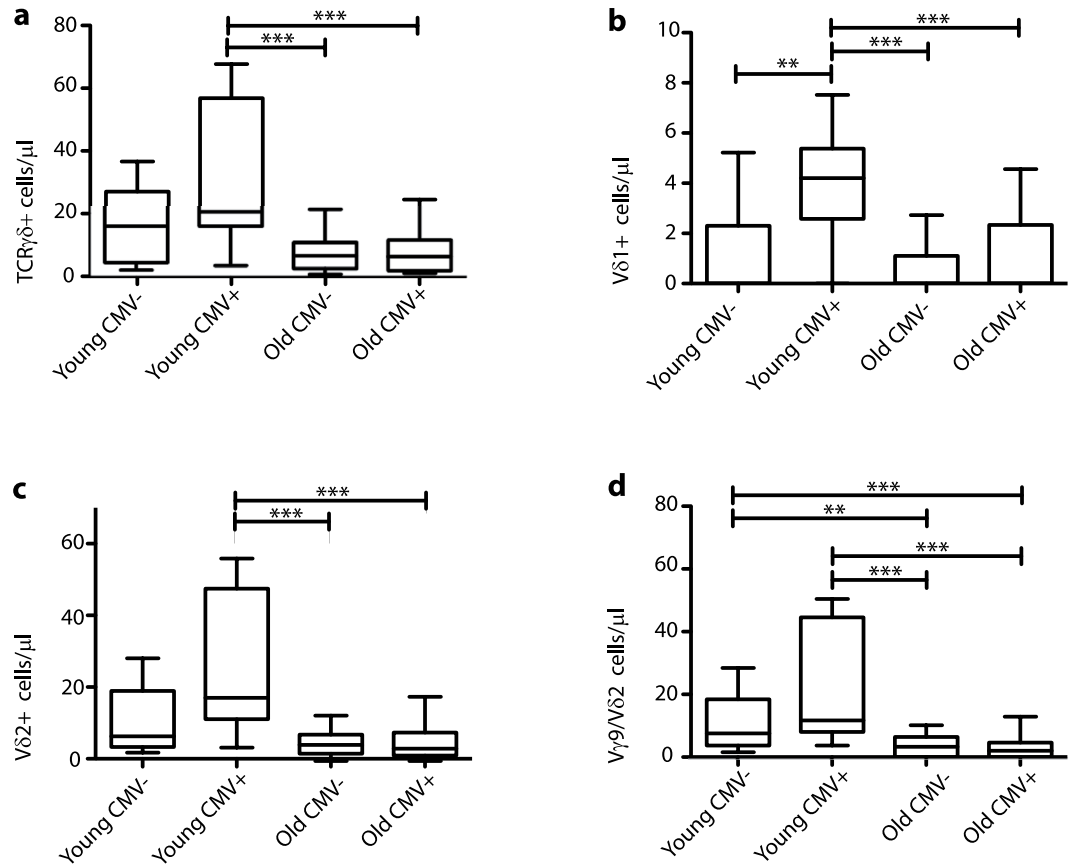 a
TCRγδ+ cells/μl
80
60
40
20
0
***
***
Young CMV-
Young CMV+
Old CMV-
Old CMV+
b
Vδ1+ cells/μl
10
8
6
4
2
0
***
***
**
Young CMV-
Young CMV+
Old CMV-
Old CMV+
c
Vδ2+ cells/μl
60
40
20
0
***
***
Young CMV-
Young CMV+
Old CMV-
Old CMV+
d
Vγ9/Vδ2 cells/μl
80
60
40
20
0
***
**
***
***
Young CMV-
Young CMV+
Old CMV-
Old CMV+